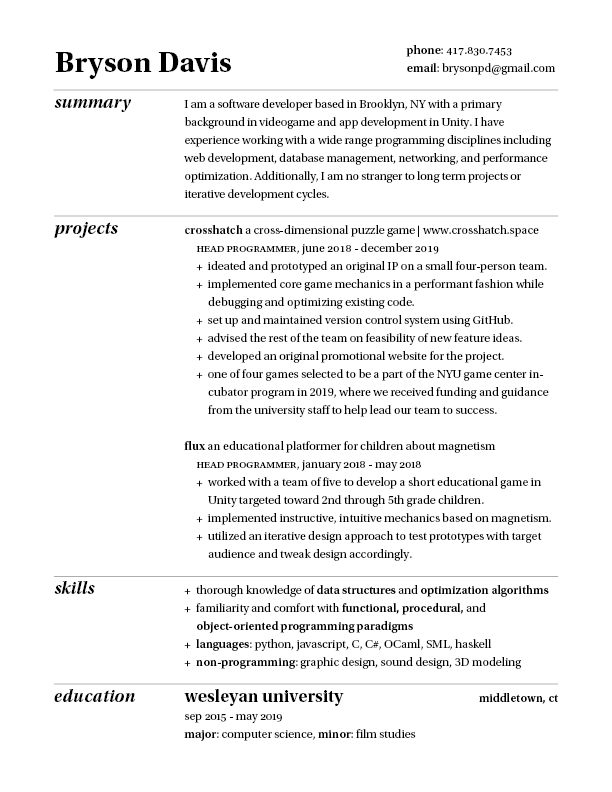 Bryson Davis
phone: 417.830.7453
email: brysonpd@gmail.com
summary
I am a software developer based in Brooklyn, NY with a primary
background in videogame and app development in Unity. I have
experience working with a wide range programming disciplines including
web development, database management, networking, and performance
optimization. Additionally, I am no stranger to long term projects or
iterative development cycles.
projects
crosshatch a cross-dimensional puzzle game | www.crosshatch.space
HEAD PROGRAMMER, june 2018 - december 2019
+ ideated and prototyped an original IP on a small four-person team.
+ implemented core game mechanics in a performant fashion while
debugging and optimizing existing code.
+ set up and maintained version control system using GitHub.
+ advised the rest of the team on feasibility of new feature ideas.
+ developed an original promotional website for the project.
+ one of four games selected to be a part of the NYU game center in-
cubator program in 2019, where we received funding and guidance
from the university staff to help lead our team to success.
flux an educational platformer for children about magnetism
HEAD PROGRAMMER, january 2018 - may 2018
+ worked with a team of five to develop a short educational game in
Unity targeted toward 2nd through 5th grade children.
+ implemented instructive, intuitive mechanics based on magnetism.
+ utilized an iterative design approach to test prototypes with target
audience and tweak design accordingly.
skills
+ thorough knowledge of data structures and optimization algorithms
+ familiarity and comfort with functional, procedural, and
object-oriented programming paradigms
+ languages: python, javascript, C, C#, OCaml, SML, haskell
+ non-programming: graphic design, sound design, 3D modeling
education
wesleyan university
middletown, ct
sep 2015 - may 2019
major: computer science, minor: film studies